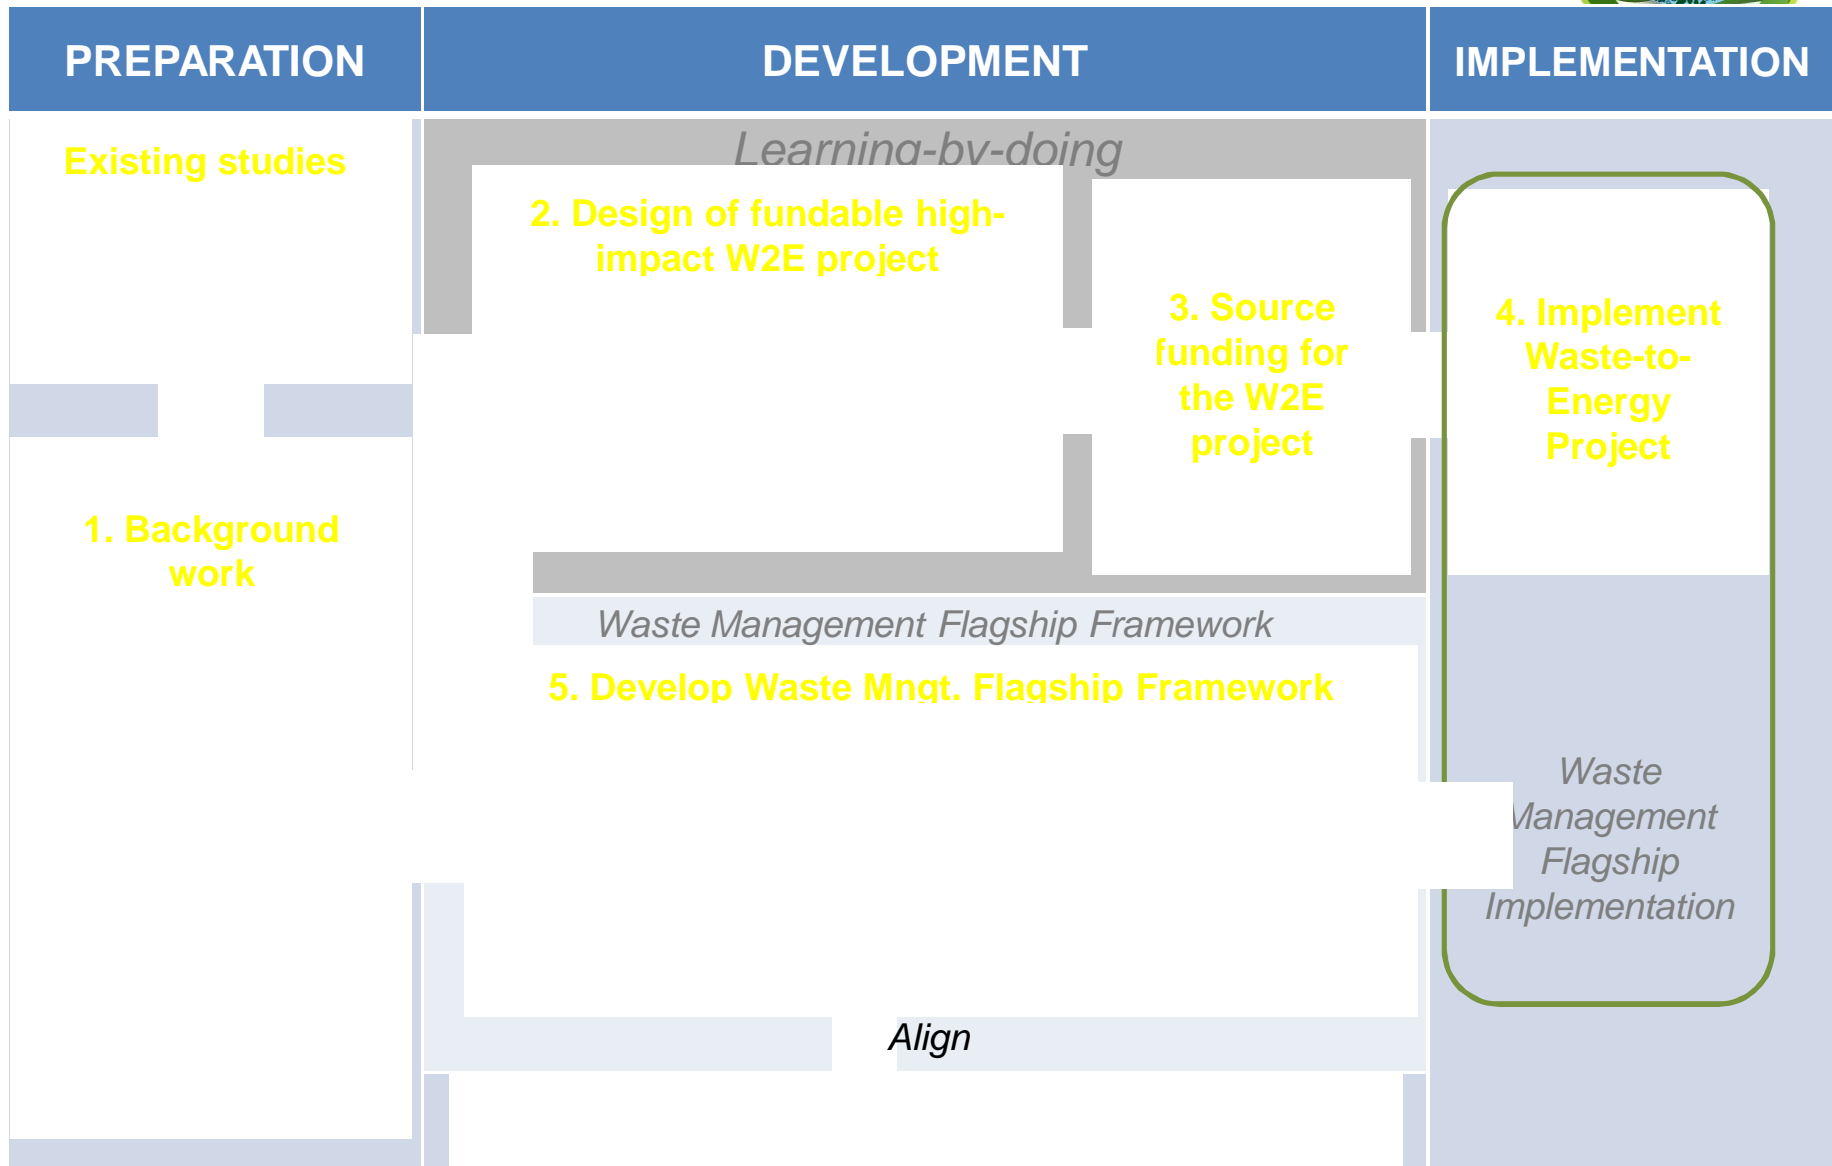 PREPARATION
DEVELOPMENT
IMPLEMENTATION
Existing studies
1. Background
work
Learning-by-doing
2. Design of fundable high-
impact W2E project
3. Source
funding for
the W2E
project
4. Implement
Waste-to-
Energy
Project
Waste Management Flagship Framework
5. Develop Waste Mngt. Flagship Framework
Waste
Management
Flagship
Implementation
Align